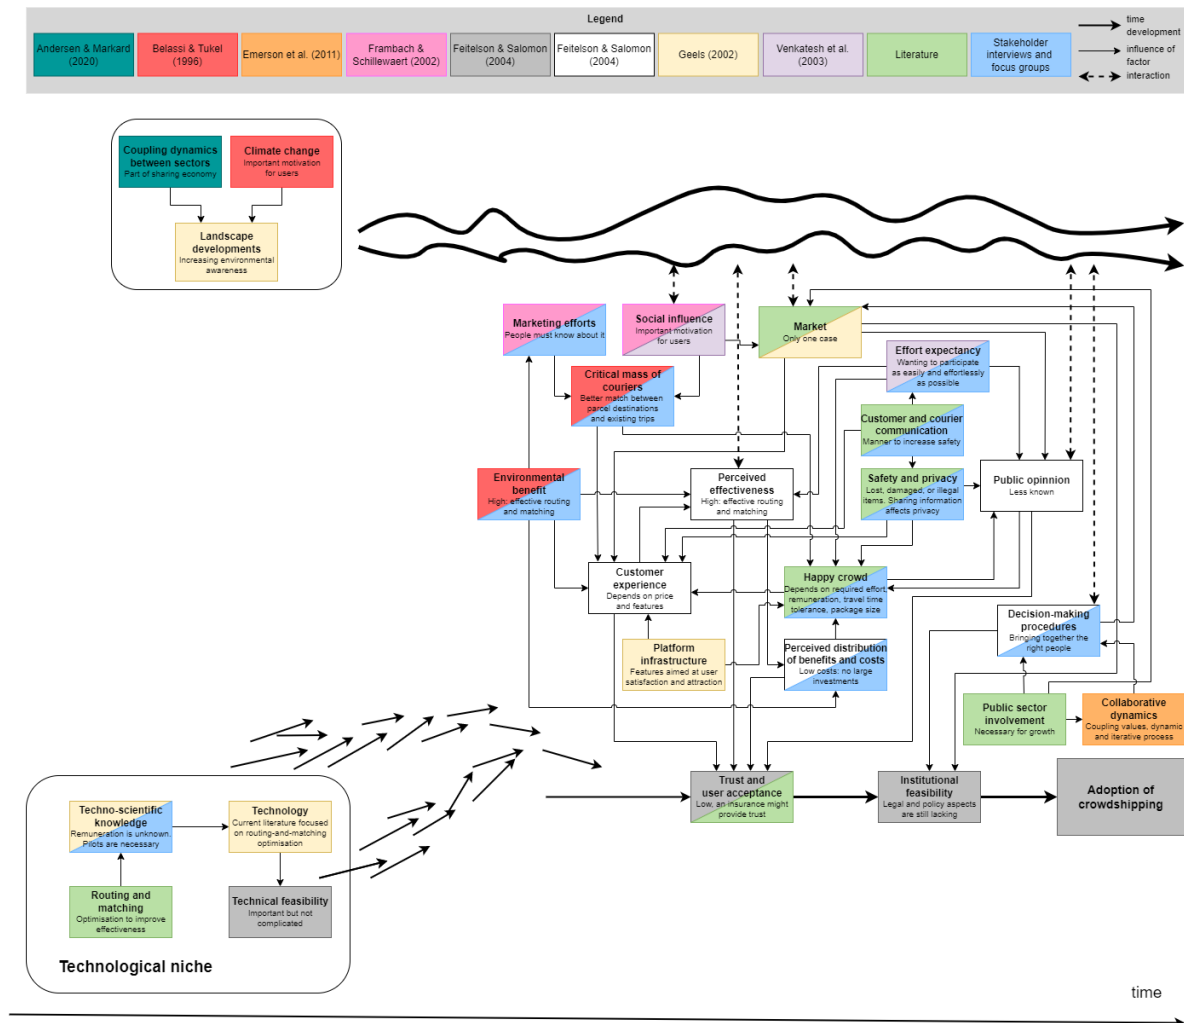 Legend
Andersen & Markard
(2020)
Belassi & Tukel
(1996)
Emerson et al. (2011)
Frambach &
Schillewaert (2002)
Feitelson & Salomon
(2004)
Feitelson & Salomon
(2004)
Geels (2002)
Venkatesh et al.
(2003)
Literature
Stakeholder
interviews and
focus groups
time
development
influence of
factor
interaction
Coupling dynamics
between sectors
Part of sharing economy
Climate change
Important motivation
for users
Landscape
developments
Increasing environmental
awareness
Marketing efforts
People must know about it
Social influence
Important motivation
for users
Market
Only one case
Effort expectancy
Wanting to participate
as easily and effortlessly
as possible
Critical mass of
couriers
Better match between
parcel destinations
and existing trips
Customer and courier
communication
Manner to increase safety
Environmental
benefit
High: effective routing
and matching
Perceived
effectiveness
High: effective routing
and matching
Safety and privacy
Lost, damaged, or illegal
items. Sharing information
affects privacy
Public opinnion
Less known
Customer
experience
Depends on price
and features
Happy crowd
Depends on required effort,
remuneration, travel time
tolerance, package size
Decision-making
procedures
Bringing together the
right people
Platform
infrastructure
Features aimed at user
satisfaction and attraction
Perceived distribution
of benefits and costs
Low costs: no large
investments
Public sector
involvement
Necessary for growth
Collaborative
dynamics
Coupling values, dynamic
and iterative process
Trust and
user acceptance
Low, an insurance might
provide trust
Institutional
feasibility
Legal and policy aspects
are still lacking
Adoption of
crowdshipping
Techno-scientific
knowledge
Remuneration is unknown.
Pilots are necessary
Technology
Current literature focused
on routing-and-matching
optimisation
Routing and
matching
Optimisation to improve
effectiveness
Technical feasibility
Important but not
complicated
Technological niche
time